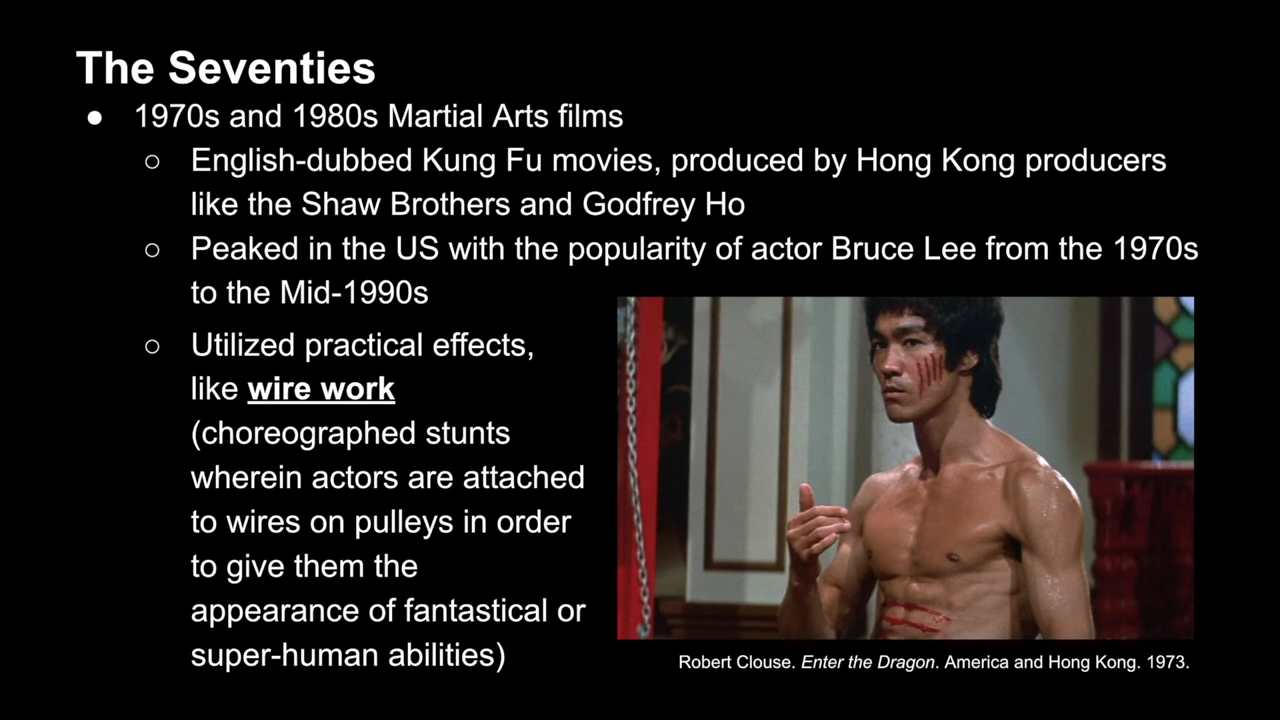 The Seventies
● 1970s and 1980s Martial Arts films
○ English-dubbed Kung Fu movies, produced by Hong Kong producers
like the Shaw Brothers and Godfrey Ho
○ Peaked in the US with the popularity of actor Bruce Lee from the 1970s
to the Mid-1990s
○ Utilized practical effects,
like wire work
(choreographed stunts
wherein actors are attached
to wires on pulleys in order
to give them the
appearance of fantastical or
super-human abilities)
Robert Clouse. Enter the Dragon. America and Hong Kong. 1973.